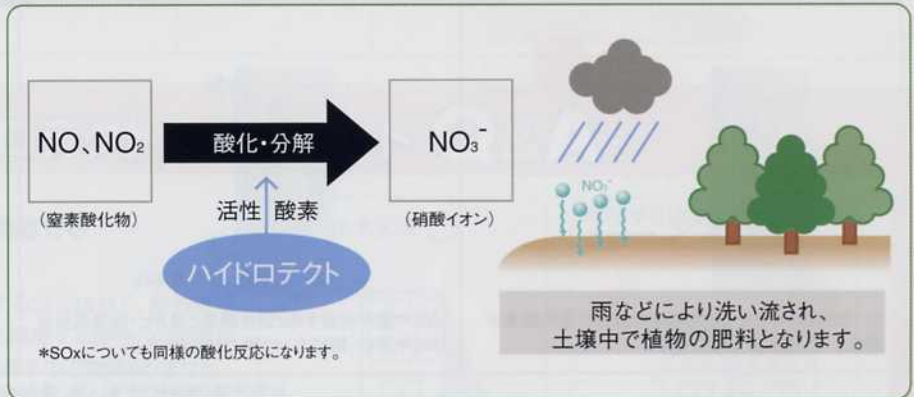 NO、NO₂
(窒素酸化物)
酸化・分解
活性 酸素
ハイドロテクト
NO₃⁻
(硝酸イオン)
NO₃⁻
雨などにより洗い流され、
土壌中で植物の肥料となります。
*SOxについても同様の酸化反応になります。